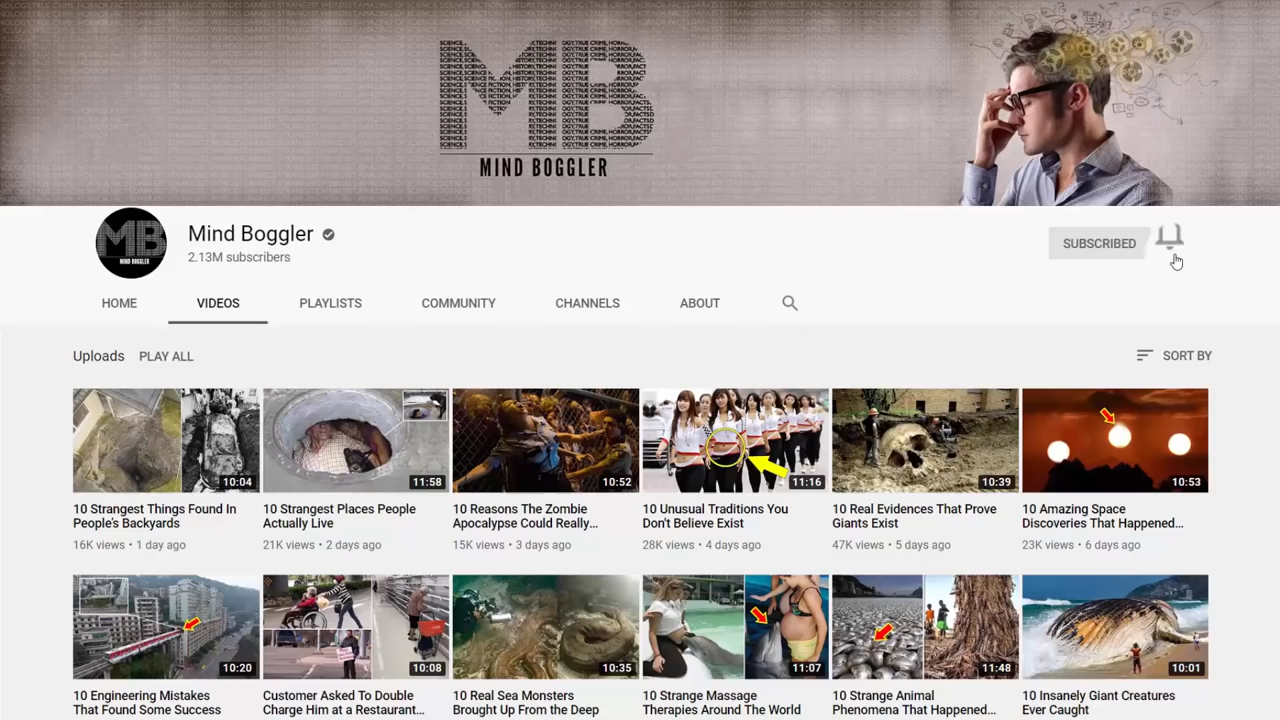 MB
MIND BOGGLER
MB
MIND BOGGLER
Mind Boggler
2.13M subscribers
SUBSCRIBED
HOME
VIDEOS
PLAYLISTS
COMMUNITY
CHANNELS
ABOUT
Uploads
PLAY ALL
SORT BY
10:04
11:58
10:52
11:16
10:39
10:53
10 Strangest Things Found In
People's Backyards
16K views • 1 day ago
10 Strangest Places People
Actually Live
21K views • 2 days ago
10 Reasons The Zombie
Apocalypse Could Really...
15K views • 3 days ago
10 Unusual Traditions You
Don't Believe Exist
28K views • 4 days ago
10 Real Evidences That Prove
Giants Exist
47K views • 5 days ago
10 Amazing Space
Discoveries That Happened...
23K views • 6 days ago
10:20
10:08
10:35
11:07
11:48
10:01
10 Engineering Mistakes
That Found Some Success
Customer Asked To Double
Charge Him at a Restaurant...
10 Real Sea Monsters
Brought Up From the Deep
10 Strange Massage
Therapies Around The World
10 Strange Animal
Phenomena That Happened...
10 Insanely Giant Creatures
Ever Caught